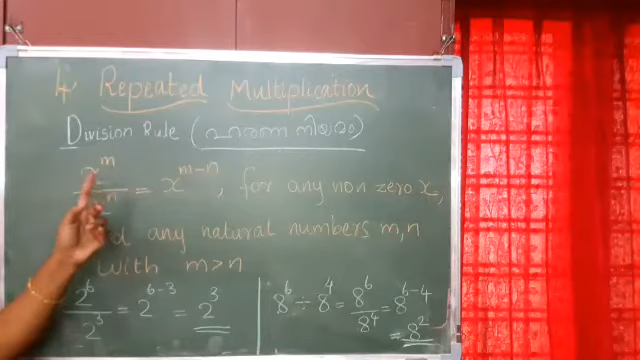 4 Repeated Multiplication
Division Rule (ഹരണ നിയമം)
x^m / x^n = x^{m-n}, for any non zero x,
any natural numbers m, n
with m > n
2^6 / 2^3 = 2^{6-3} = 2^3
8^6 ÷ 8^4 = 8^6 / 8^4 = 8^{6-4}
= 8^2